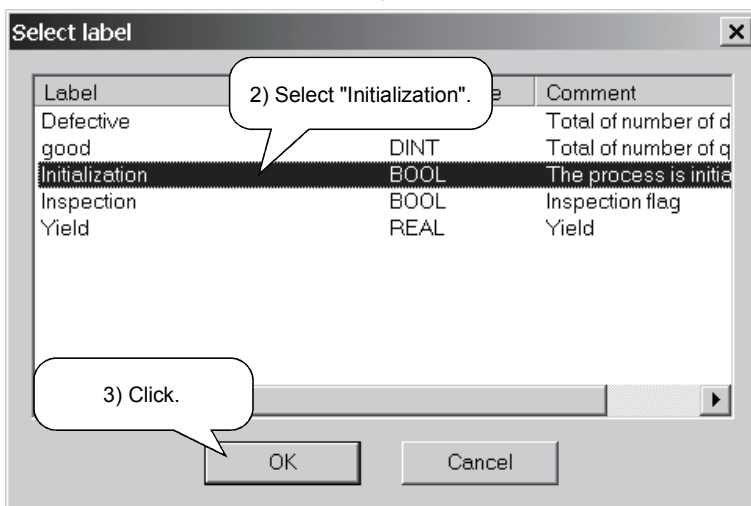 Select label
Label e Comment
2) Select "Initialization".
Defective Total of number of d
good DINT Total of number of q
Initialization BOOL The process is initia
Inspection BOOL Inspection flag
Yield REAL Yield
3) Click.
OK Cancel